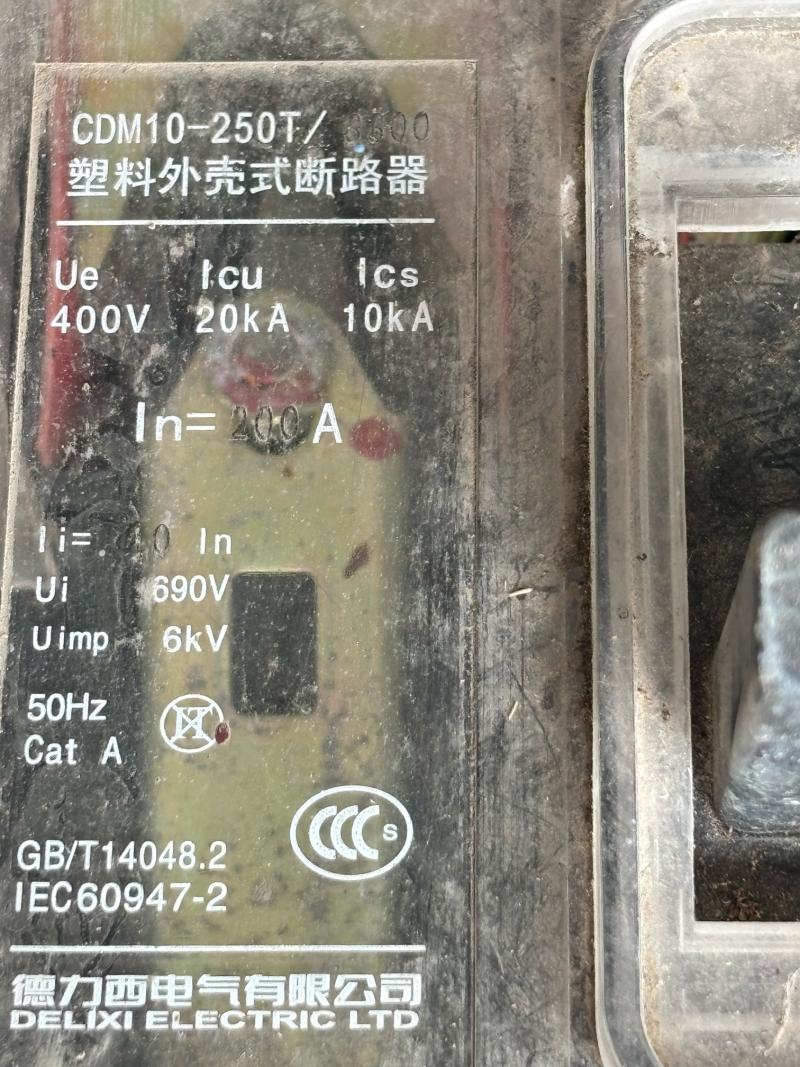 CDM10-250T/
塑料外壳式断路器
Ue Icu Ics
400V 20kA 10kA
In=200A
Ii= In
Ui 690V
Uimp 6kV
50Hz
Cat A
CCC S
GB/T14048.2
IEC60947-2
德力西电气有限公司
DELIXI ELECTRIC LTD